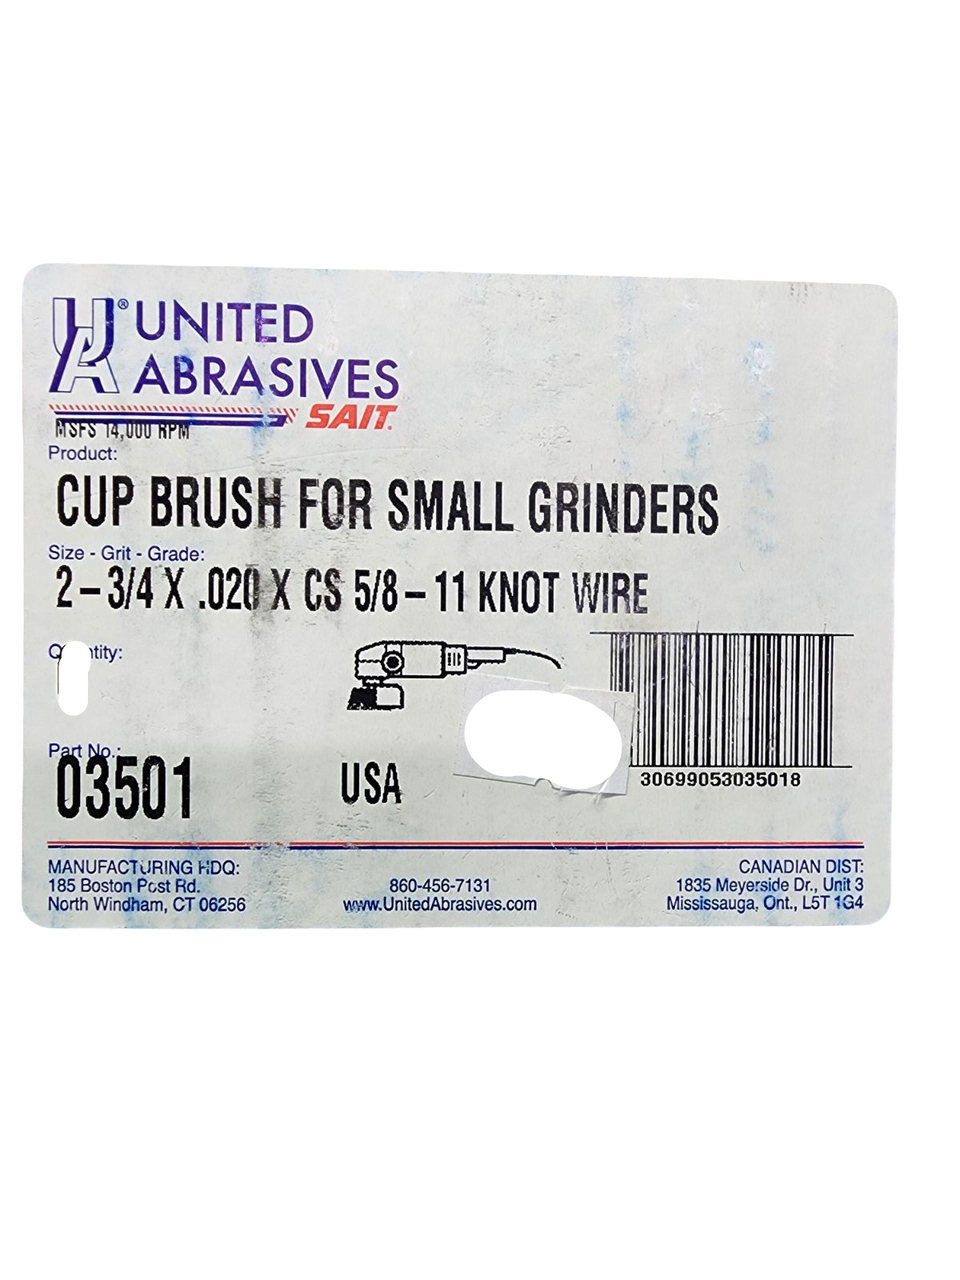 UA® UNITED
ABRASIVES
SAIT.
MSFS 14,000 RPM
Product:
CUP BRUSH FOR SMALL GRINDERS
Size - Grit - Grade:
2 – 3/4 X .020 X CS 5/8 – 11 KNOT WIRE
Part No.:
03501
USA
30699053035018
MANUFACTURING HDQ:
185 Boston Post Rd.
North Windham, CT 06256
860-456-7131
www.UnitedAbrasives.com
CANADIAN DIST:
1835 Meyerside Dr., Unit 3
Mississauga, Ont., L5T 1G4